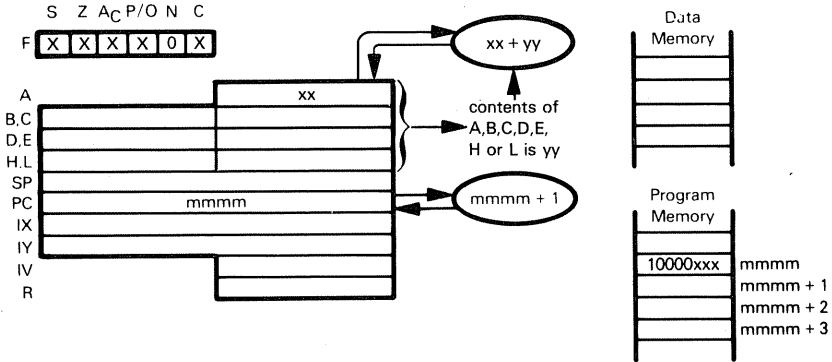 S Z AC P/O N C
F X X X X 0 X
A xx
B,C
D,E
H.L
SP
PC mmmm
IX
IY
IV
R
xx + yy
contents of
A,B,C,D,E,
H or L is yy
mmmm + 1
Data
Memory
Program
Memory
10000xxx mmmm
mmmm + 1
mmmm + 2
mmmm + 3